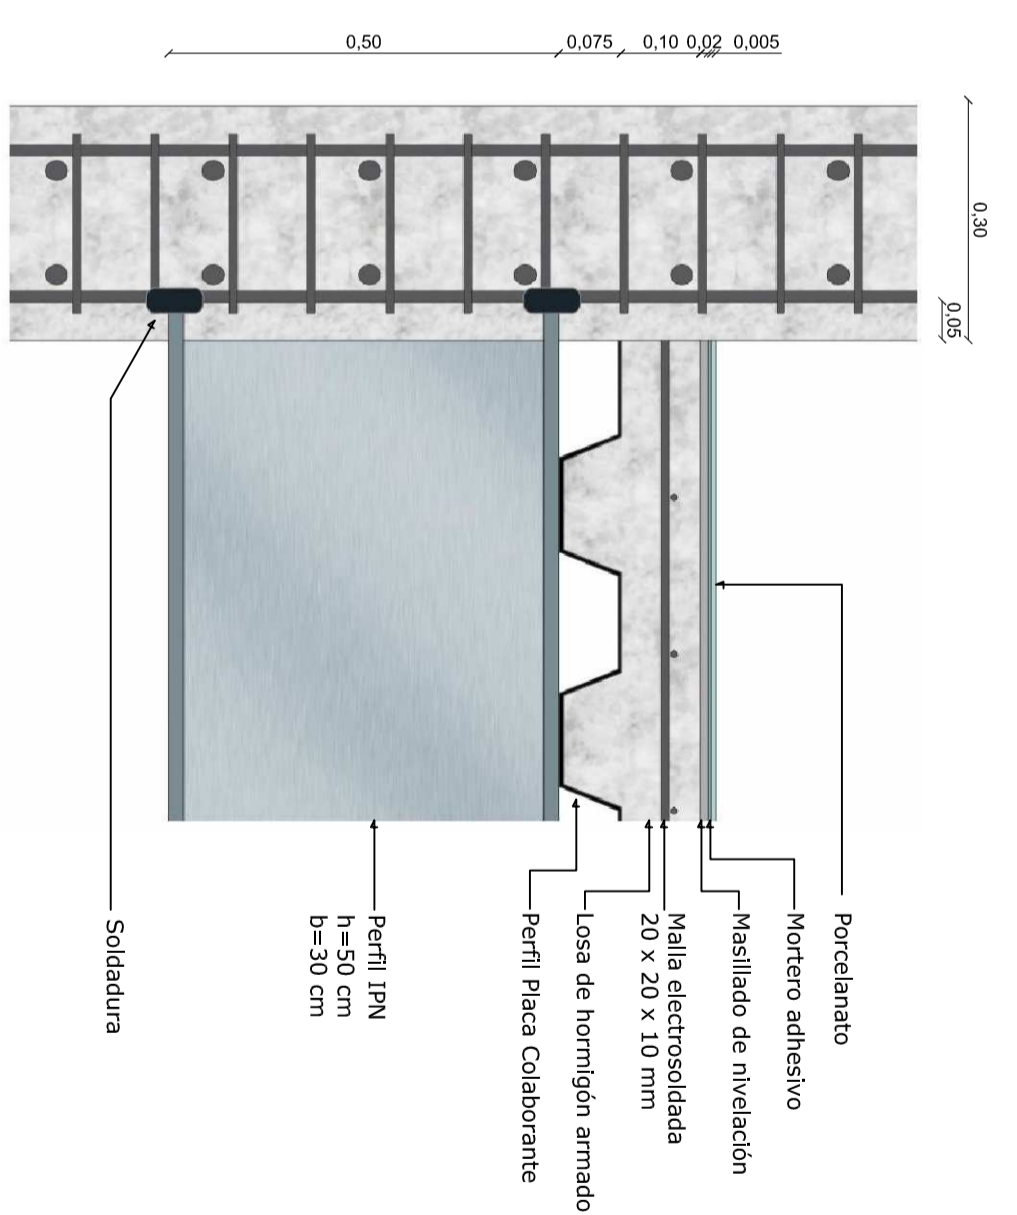 0,50
0,075
0,10
0,02
0,005
0,30
0,05
Porcelanato
Mortero adhesivo
Masillado de nivelación
Malla electrosoldada
20 x 20 x 10 mm
Losa de hormigón armado
Perfil Placa Colaborante
Perfil IPN
h=50 cm
b=30 cm
Soldadura